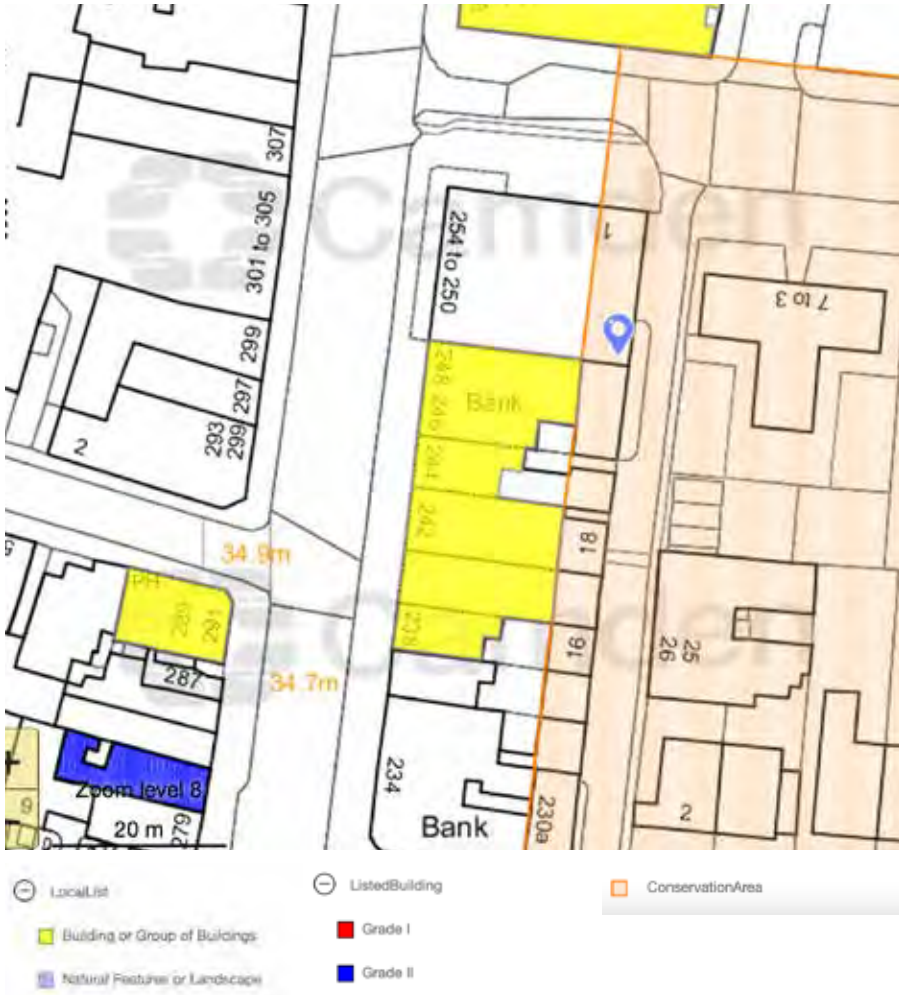 307
Camden
301 to 305
254 to 250
1
7 to 3
299
248
246
Bank
297
293
299
244
2
242
18
34.9m
PH
289
291
Camden
238
16
25
26
287
34.7m
Zoom level 8
9
234
20 m
279
Bank
230a
2
LocalList
ListedBuilding
ConservationArea
Building or Group of Buildings
Grade I
Natural Features or Landscape
Grade II